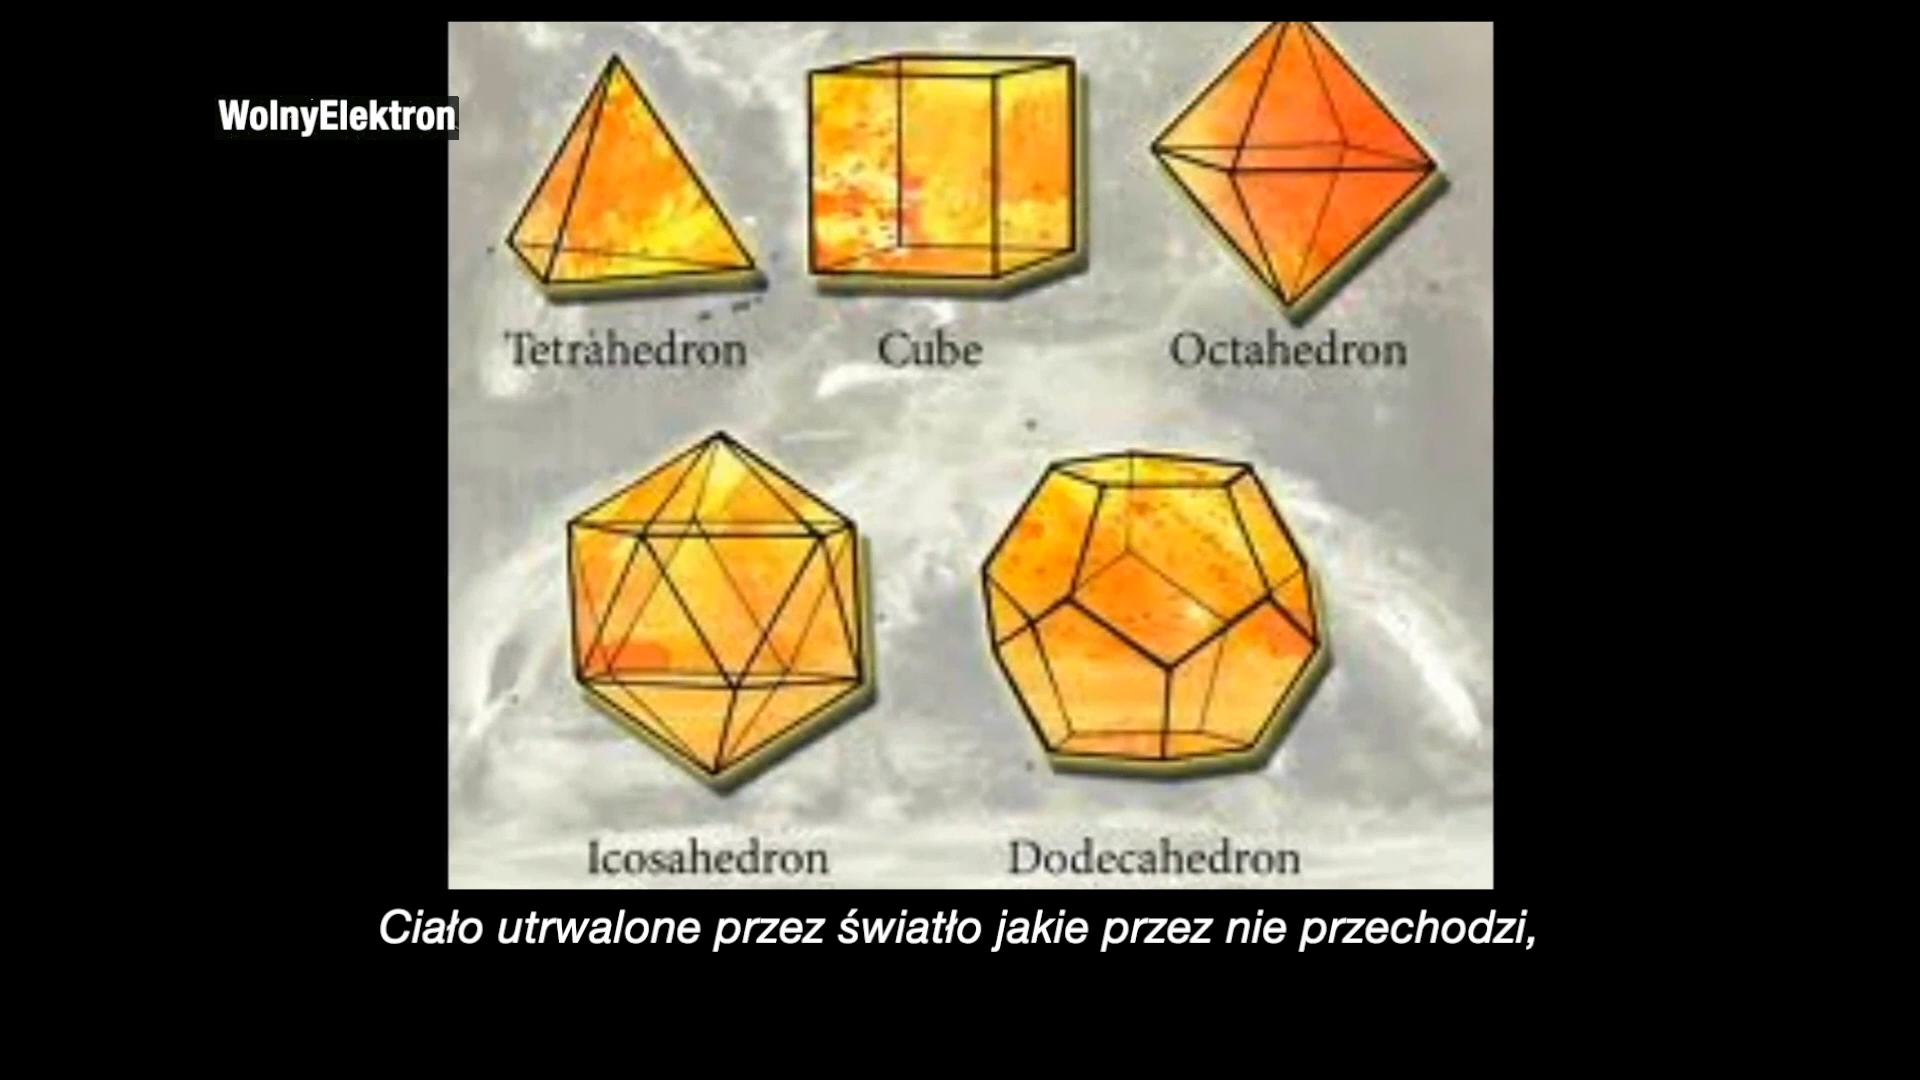 WolnyElektron
Tetrahedron
Cube
Octahedron
Icosahedron
Dodecahedron
Ciało utrwalone przez światło jakie przez nie przechodzi,